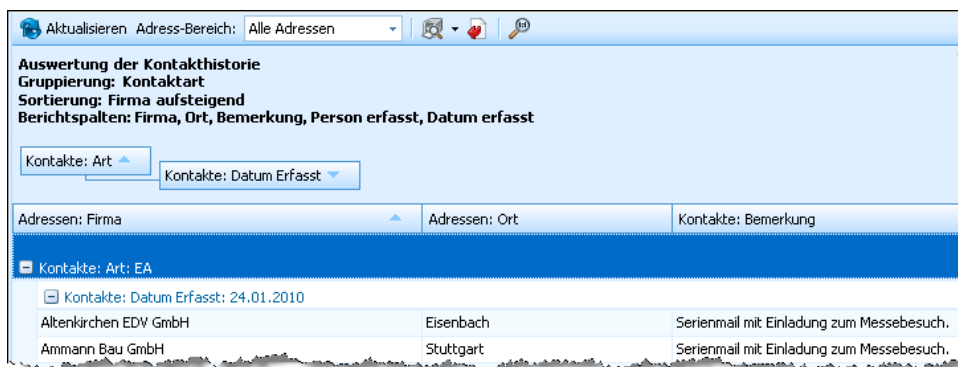 Aktualisieren Adress-Bereich: Alle Adressen
Auswertung der Kontakthistorie
Gruppierung: Kontaktart
Sortierung: Firma aufsteigend
Berichtspalten: Firma, Ort, Bemerkung, Person erfasst, Datum erfasst
Kontakte: Art
Kontakte: Datum Erfasst
Adressen: Firma Adressen: Ort Kontakte: Bemerkung
Kontakte: Art: EA
Kontakte: Datum Erfasst: 24.01.2010
Altenkirchen EDV GmbH Eisenbach Serienmail mit Einladung zum Messebesuch.
Ammann Bau GmbH Stuttgart Serienmail mit Einladung zum Messebesuch.